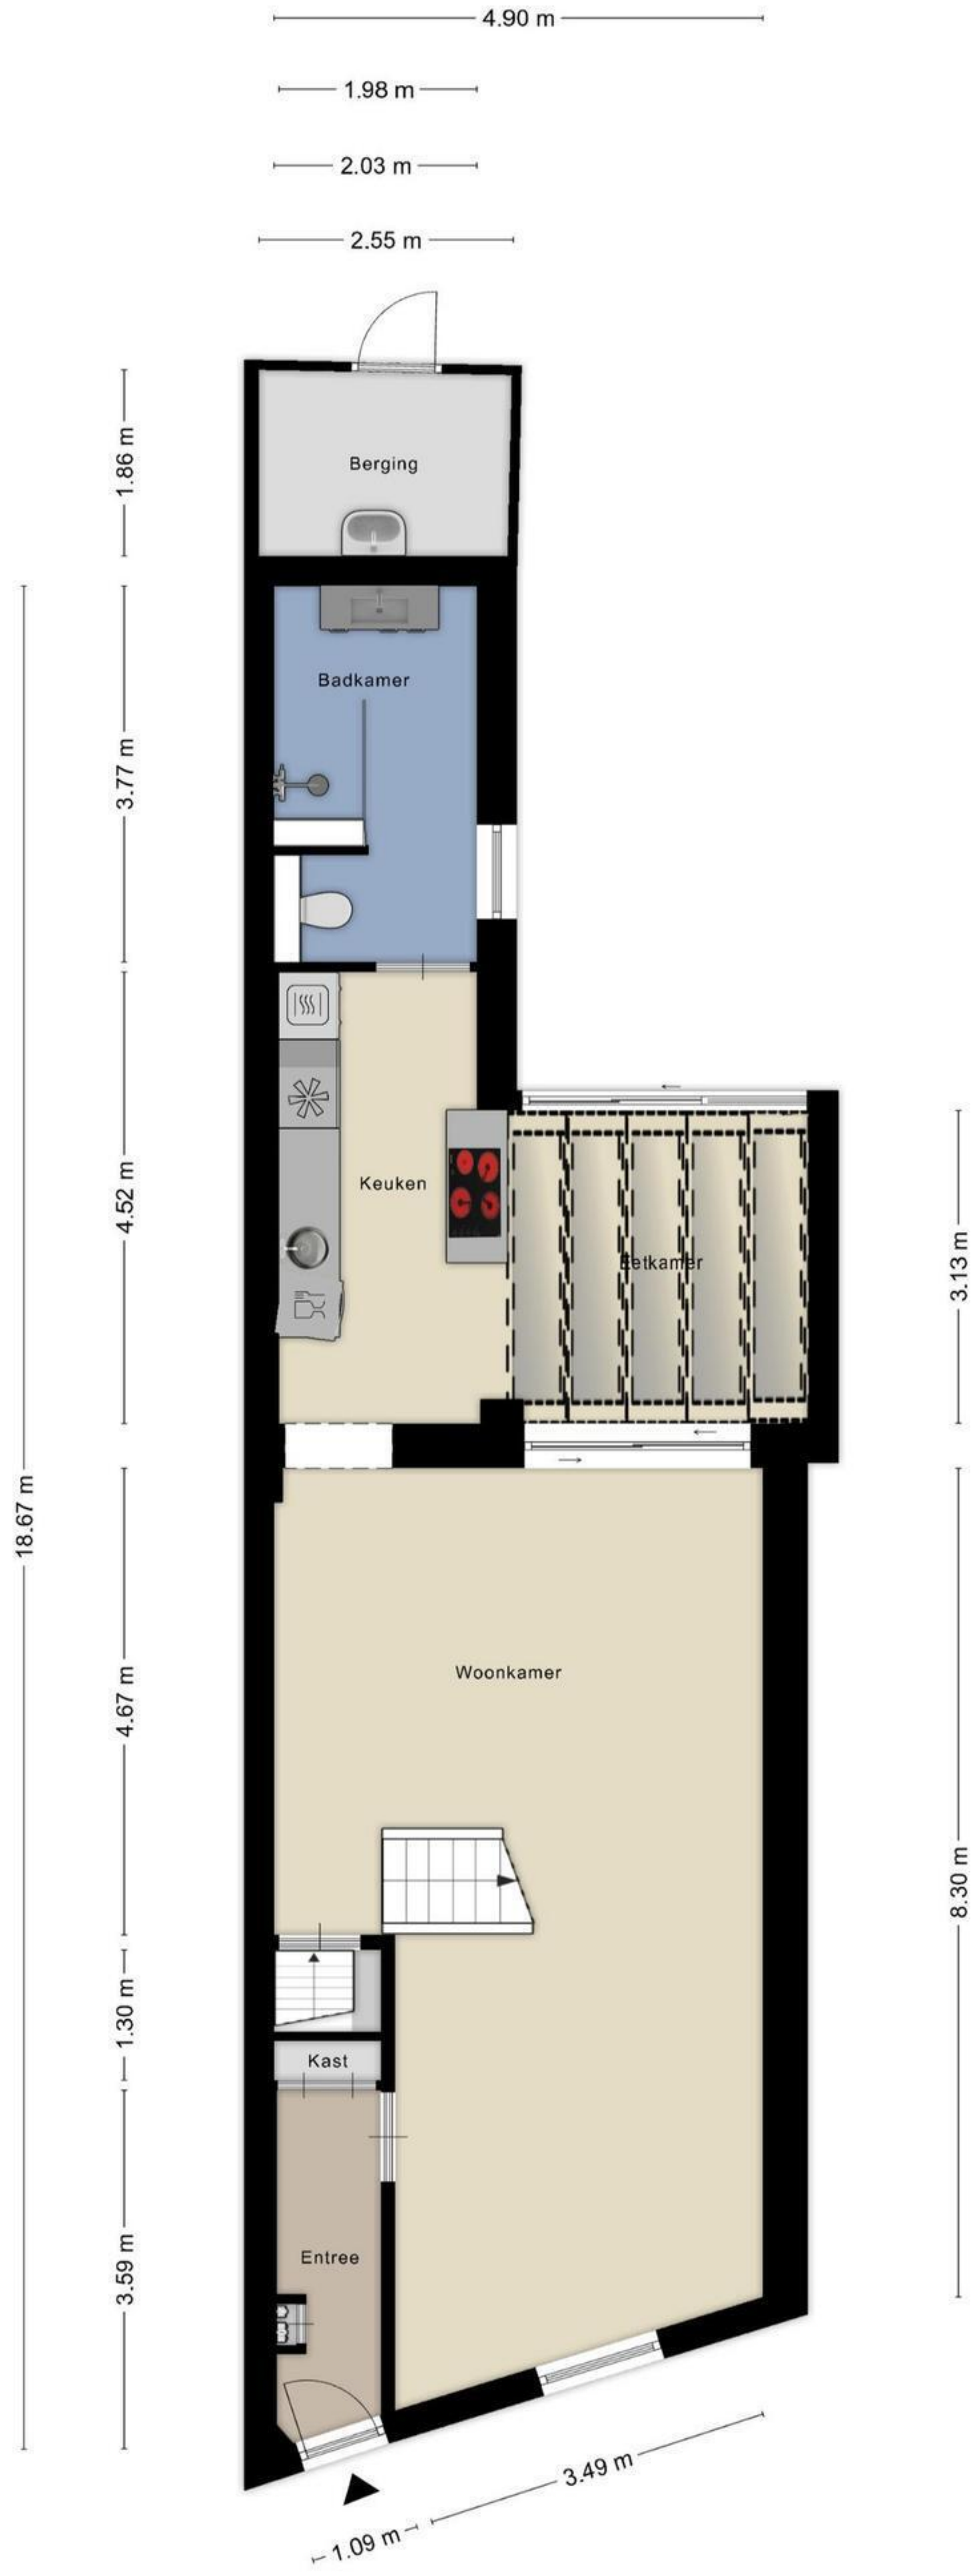 4.90 m
1.98 m
2.03 m
2.55 m
1.86 m
Berging
Badkamer
3.77 m
Keuken
4.52 m
Eetkamer
3.13 m
18.67 m
Woonkamer
4.67 m
8.30 m
1.30 m
Kast
Entree
3.59 m
3.49 m
1.09 m